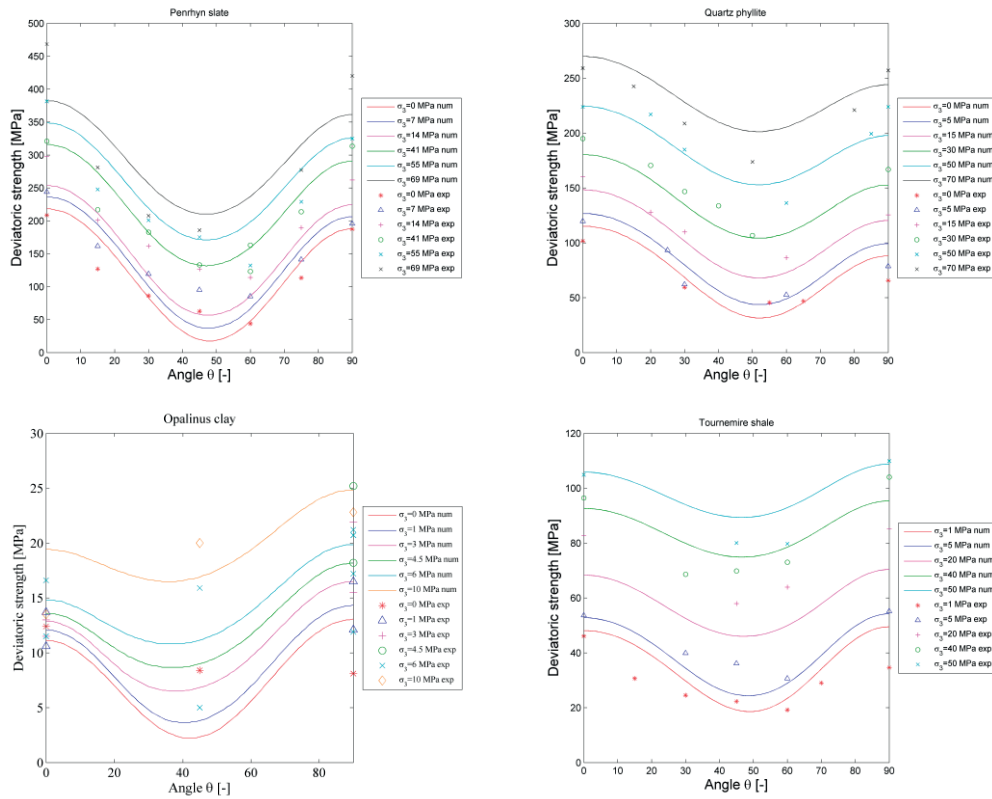 Penrhyn slate
500
450
400
350
300
250
200
150
100
50
0
Deviatoric strength [MPa]
0 10 20 30 40 50 60 70 80 90
Angle θ [-]
σ3=0 MPa num
σ3=7 MPa num
σ3=14 MPa num
σ3=41 MPa num
σ3=55 MPa num
σ3=69 MPa num
σ3=0 MPa exp
σ3=7 MPa exp
σ3=14 MPa exp
σ3=41 MPa exp
σ3=55 MPa exp
σ3=69 MPa exp
Quartz phyllite
300
250
200
150
100
50
0
Deviatoric strength [MPa]
0 10 20 30 40 50 60 70 80 90
Angle θ [-]
σ3=0 MPa num
σ3=5 MPa num
σ3=15 MPa num
σ3=30 MPa num
σ3=50 MPa num
σ3=70 MPa num
σ3=0 MPa exp
σ3=5 MPa exp
σ3=15 MPa exp
σ3=30 MPa exp
σ3=50 MPa exp
σ3=70 MPa exp
Opalinus clay
30
25
20
15
10
5
0
Deviatoric strength [MPa]
0 20 40 60 80
Angle θ [-]
σ3=0 MPa num
σ3=1 MPa num
σ3=3 MPa num
σ3=4.5 MPa num
σ3=6 MPa num
σ3=10 MPa num
σ3=0 MPa exp
σ3=1 MPa exp
σ3=3 MPa exp
σ3=4.5 MPa exp
σ3=6 MPa exp
σ3=10 MPa exp
Tournemire shale
120
100
80
60
40
20
0
Deviatoric strength [MPa]
0 10 20 30 40 50 60 70 80 90
Angle θ [-]
σ3=1 MPa num
σ3=5 MPa num
σ3=20 MPa num
σ3=40 MPa num
σ3=50 MPa num
σ3=1 MPa exp
σ3=5 MPa exp
σ3=20 MPa exp
σ3=40 MPa exp
σ3=50 MPa exp